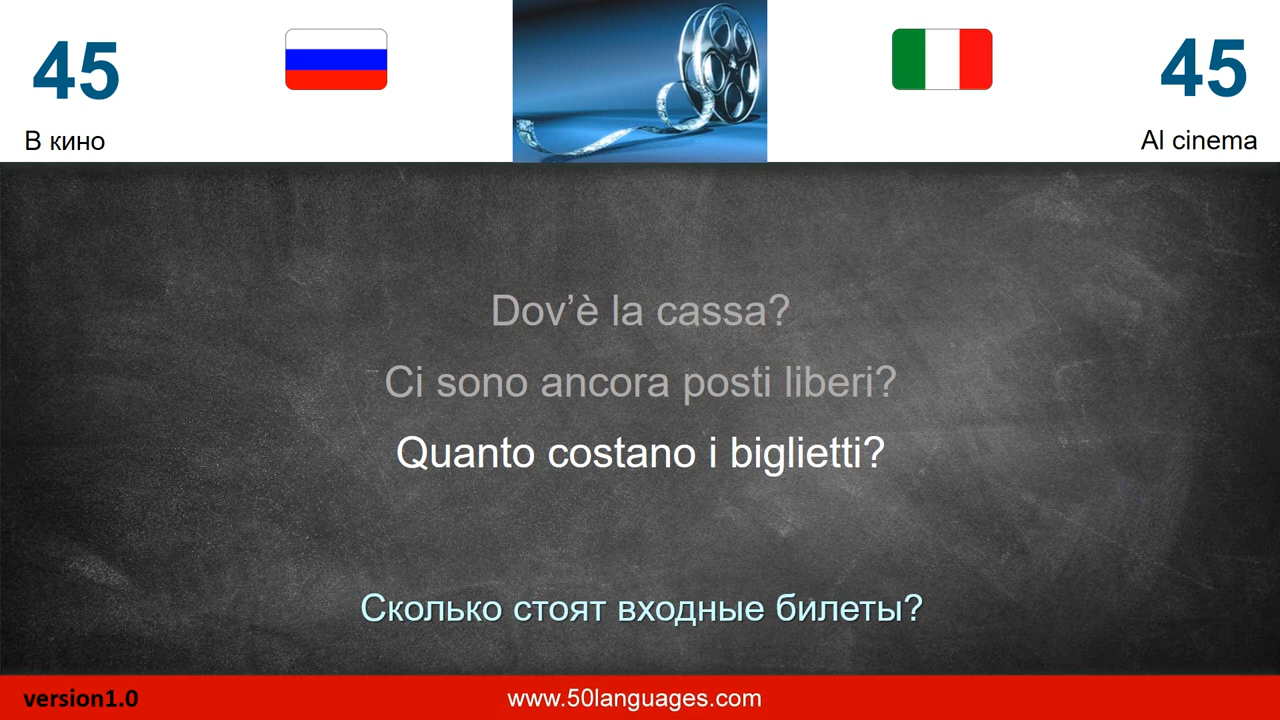 45
45
В кино
Al cinema
Dov’è la cassa?
Ci sono ancora posti liberi?
Quanto costano i biglietti?
Сколько стоят входные билеты?
version1.0
www.50languages.com